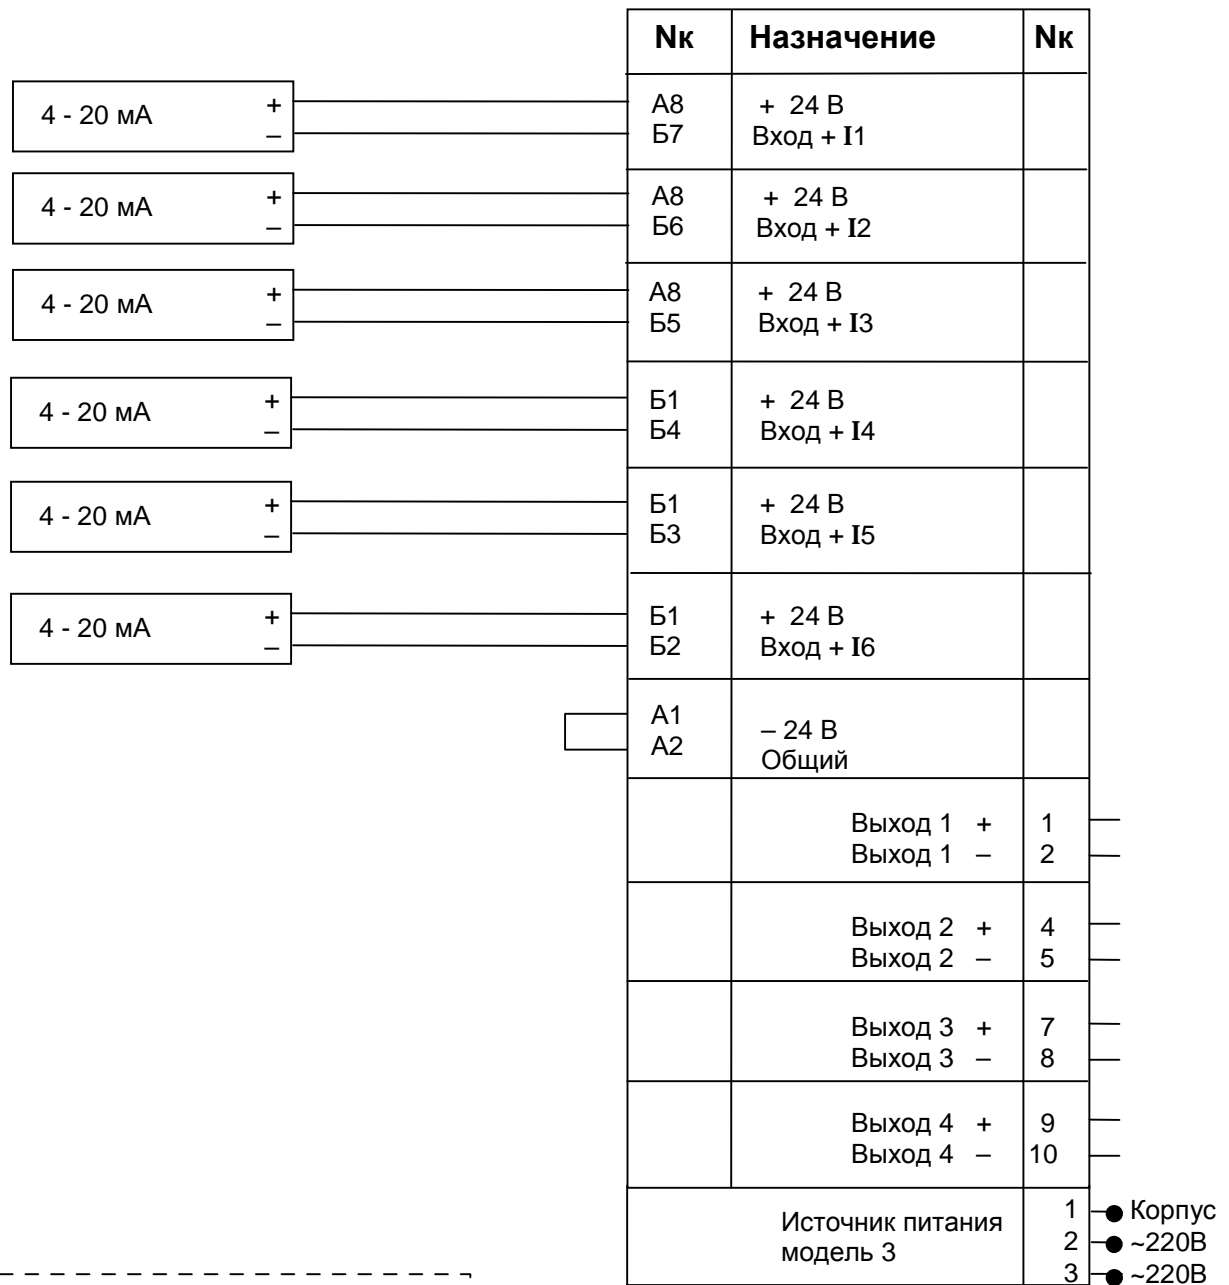 Nк Назначение Nк
4 - 20 мА + А8 + 24 В
– Б7 Вход + I1
4 - 20 мА + А8 + 24 В
– Б6 Вход + I2
4 - 20 мА + А8 + 24 В
– Б5 Вход + I3
4 - 20 мА + Б1 + 24 В
– Б4 Вход + I4
4 - 20 мА + Б1 + 24 В
– Б3 Вход + I5
4 - 20 мА + Б1 + 24 В
– Б2 Вход + I6
А1 – 24 В
А2 Общий
Выход 1 + 1
Выход 1 – 2
Выход 2 + 4
Выход 2 – 5
Выход 3 + 7
Выход 3 – 8
Выход 4 + 9
Выход 4 – 10
Источник питания 1 Корпус
модель 3 2 ~220В
3 ~220В